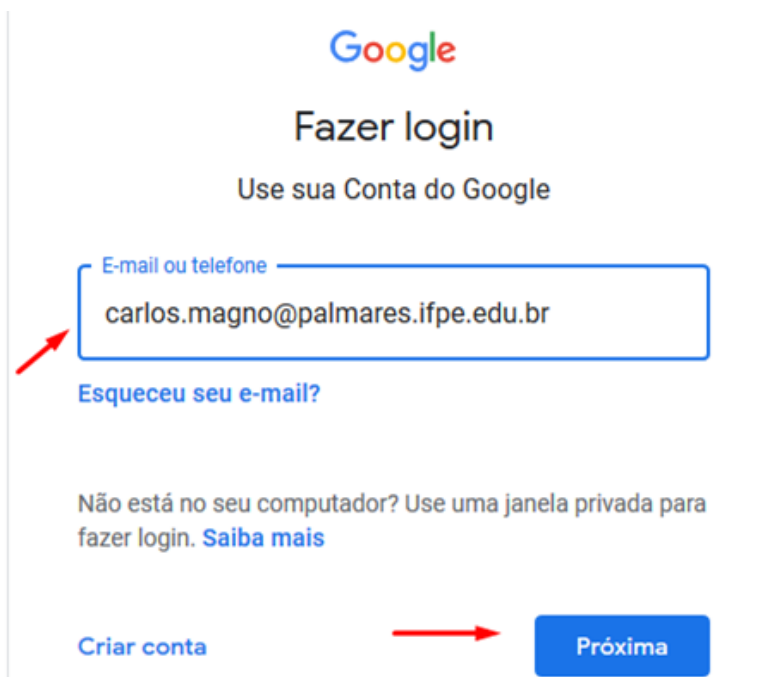 Google
Fazer login
Use sua Conta do Google
E-mail ou telefone
carlos.magno@palmares.ifpe.edu.br
Esqueceu seu e-mail?
Não está no seu computador? Use uma janela privada para
fazer login. Saiba mais
Criar conta
Próxima